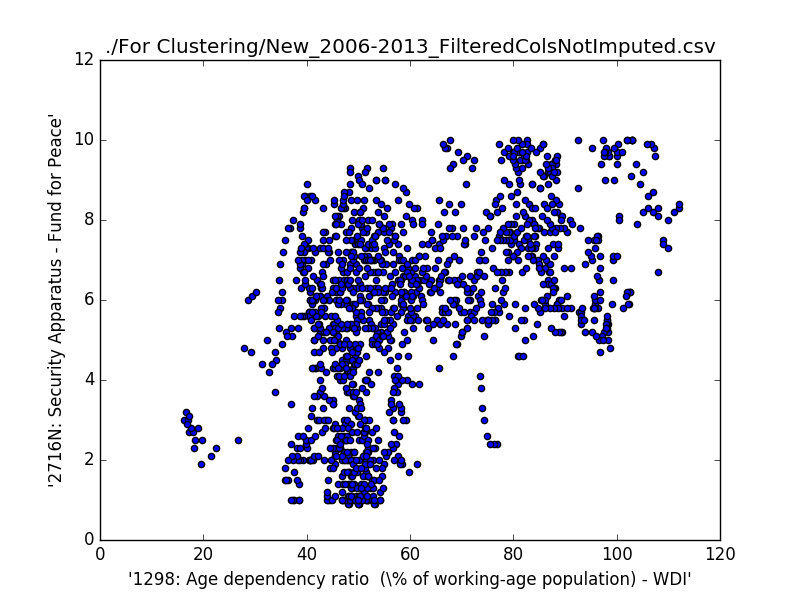 ./For Clustering/New_2006-2013_FilteredColsNotImputed.csv
12
10
8
6
4
2
0
'2716N: Security Apparatus - Fund for Peace'
0 20 40 60 80 100 120
'1298: Age dependency ratio  (\% of working-age population) - WDI'